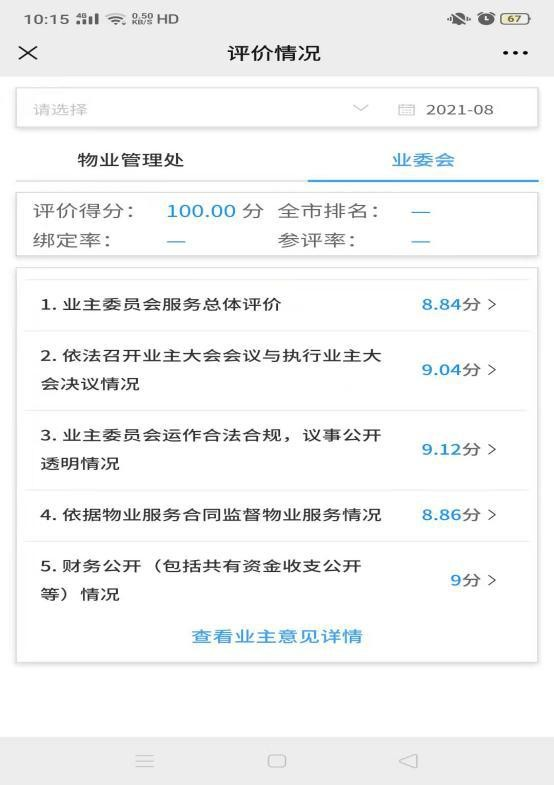 10:15 4G 0.50 KB/S HD 67
评价情况
请选择 2021-08
物业管理处 业委会
评价得分： 100.00 分 全市排名： —
绑定率： — 参评率： —
1. 业主委员会服务总体评价 8.84分 >
2. 依法召开业主大会会议与执行业主大
会决议情况 9.04分 >
3. 业主委员会运作合法合规，议事公开
透明情况 9.12分 >
4. 依据物业服务合同监督物业服务情况 8.86分 >
5. 财务公开（包括共有资金收支公开
等）情况 9分 >
查看业主意见详情